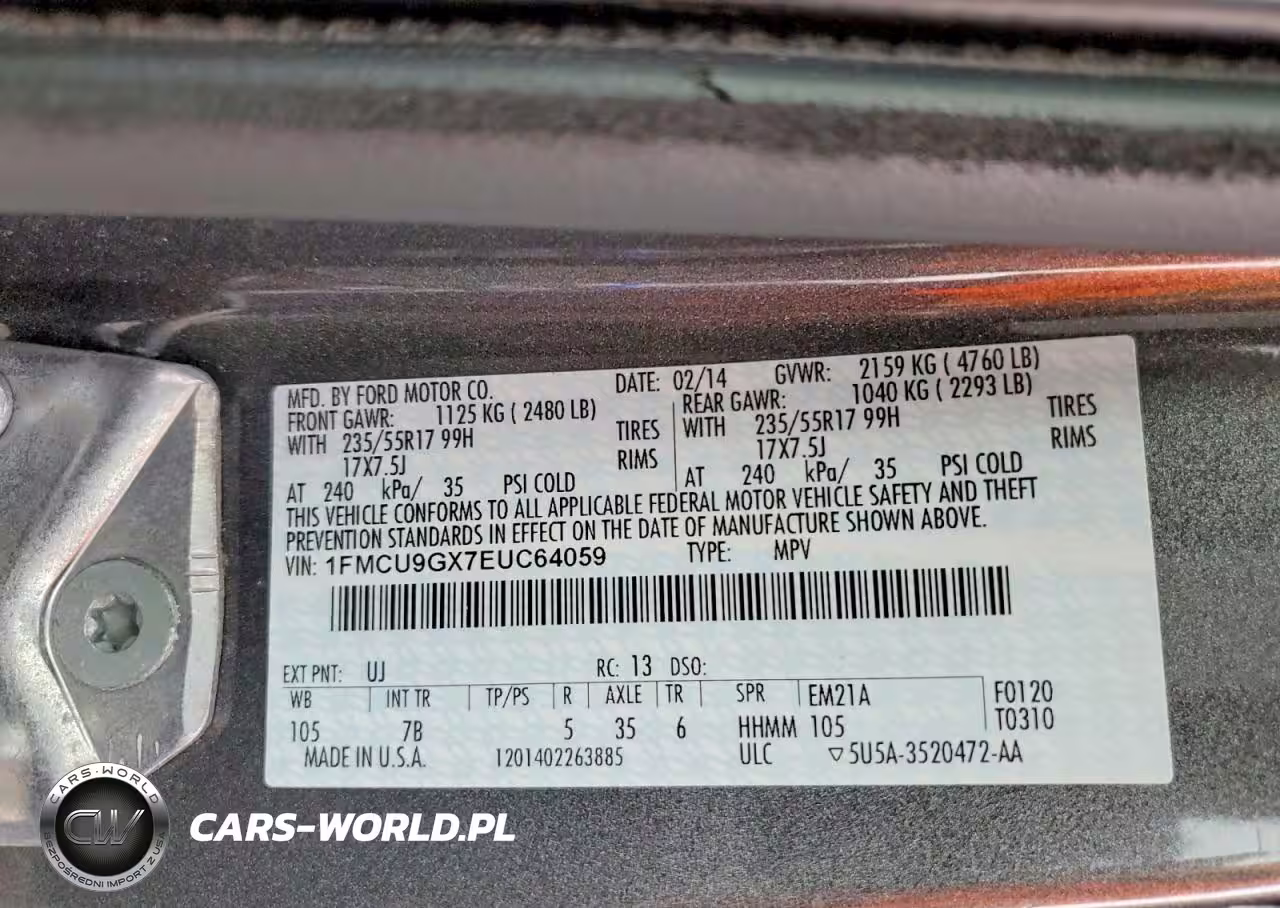 MFD. BY FORD MOTOR CO. DATE: 02/14 GVWR: 2159 KG ( 4760 LB)
FRONT GAWR: 1125 KG ( 2480 LB) REAR GAWR: 1040 KG ( 2293 LB)
WITH 235/55R17 99H TIRES WITH 235/55R17 99H TIRES
17X7.5J RIMS 17X7.5J RIMS
AT 240 kPa/ 35 PSI COLD AT 240 kPa/ 35 PSI COLD
THIS VEHICLE CONFORMS TO ALL APPLICABLE FEDERAL MOTOR VEHICLE SAFETY AND THEFT
PREVENTION STANDARDS IN EFFECT ON THE DATE OF MANUFACTURE SHOWN ABOVE.
VIN: 1FMCU9GX7EUC64059 TYPE: MPV
EXT PNT: UJ RC: 13 DSO:
WB INT TR TP/PS R AXLE TR SPR EM21A F0120
105 7B 5 35 6 HHMM 105 T0310
MADE IN U.S.A. 1201402263885 ULC ▽5U5A-3520472-AA
CARS-WORLD
CW
BEZPOŚREDNI IMPORT Z USA
CARS-WORLD.PL